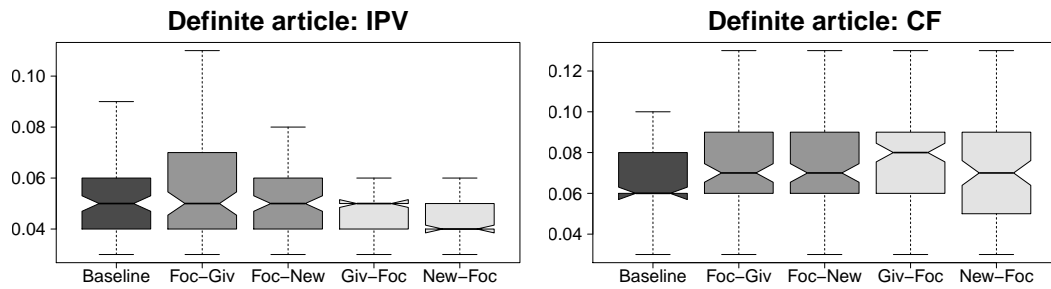 Definite article: IPV
0.10
0.08
0.06
0.04
Baseline Foc−Giv Foc−New Giv−Foc New−Foc
Definite article: CF
0.12
0.10
0.08
0.06
0.04
Baseline Foc−Giv Foc−New Giv−Foc New−Foc